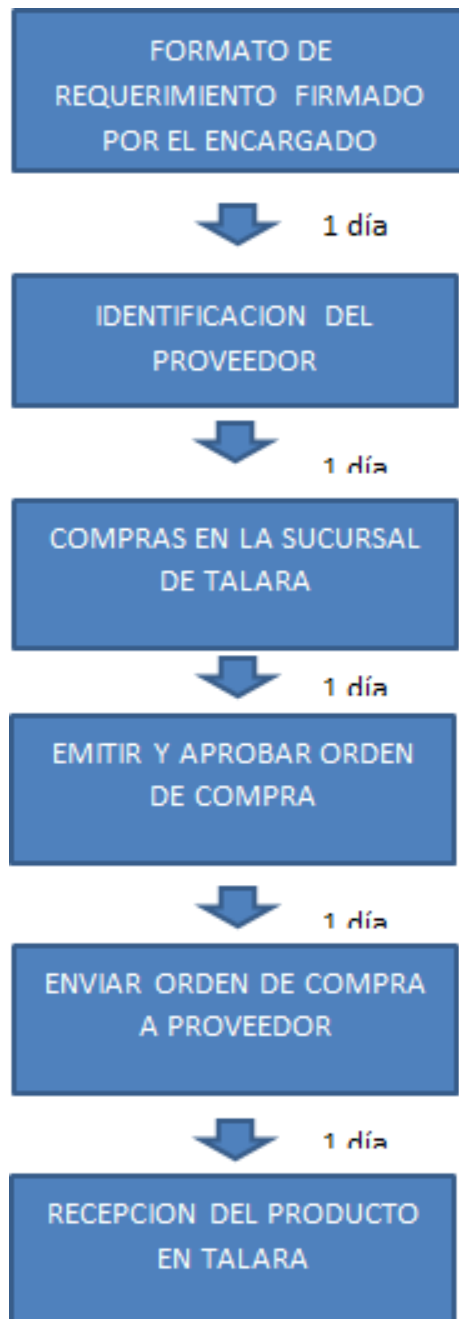 FORMATO DE
REQUERIMIENTO FIRMADO
POR EL ENCARGADO
1 día
IDENTIFICACION DEL
PROVEEDOR
1 día
COMPRAS EN LA SUCURSAL
DE TALARA
1 día
EMITIR Y APROBAR ORDEN
DE COMPRA
1 día
ENVIAR ORDEN DE COMPRA
A PROVEEDOR
1 día
RECEPCION DEL PRODUCTO
EN TALARA